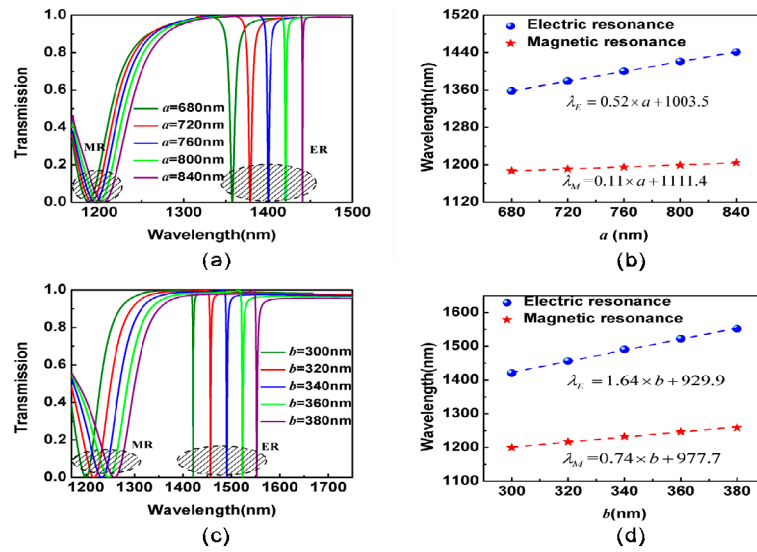 1.0
0.8
0.6
0.4
0.2
0.0
Transmission
MR
ER
a=680nm
a=720nm
a=760nm
a=800nm
a=840nm
1200 1300 1400 1500
Wavelength(nm)
(a)
1520
1440
1360
1280
1200
1120
Wavelength(nm)
Electric resonance
Magnetic resonance
λE = 0.52×a+1003.5
λM=0.11×a+1111.4
680 720 760 800 840
a (nm)
(b)
1.0
0.8
0.6
0.4
0.2
0.0
Transmission
b=300nm
b=320nm
b=340nm
b=360nm
b=380nm
MR
ER
1200 1300 1400 1500 1600 1700
Wavelength(nm)
(c)
1600
1500
1400
1300
1200
1100
Wavelength(nm)
Electric resonance
Magnetic resonance
λE =1.64×b+929.9
λM=0.74×b+977.7
300 320 340 360 380
b(nm)
(d)